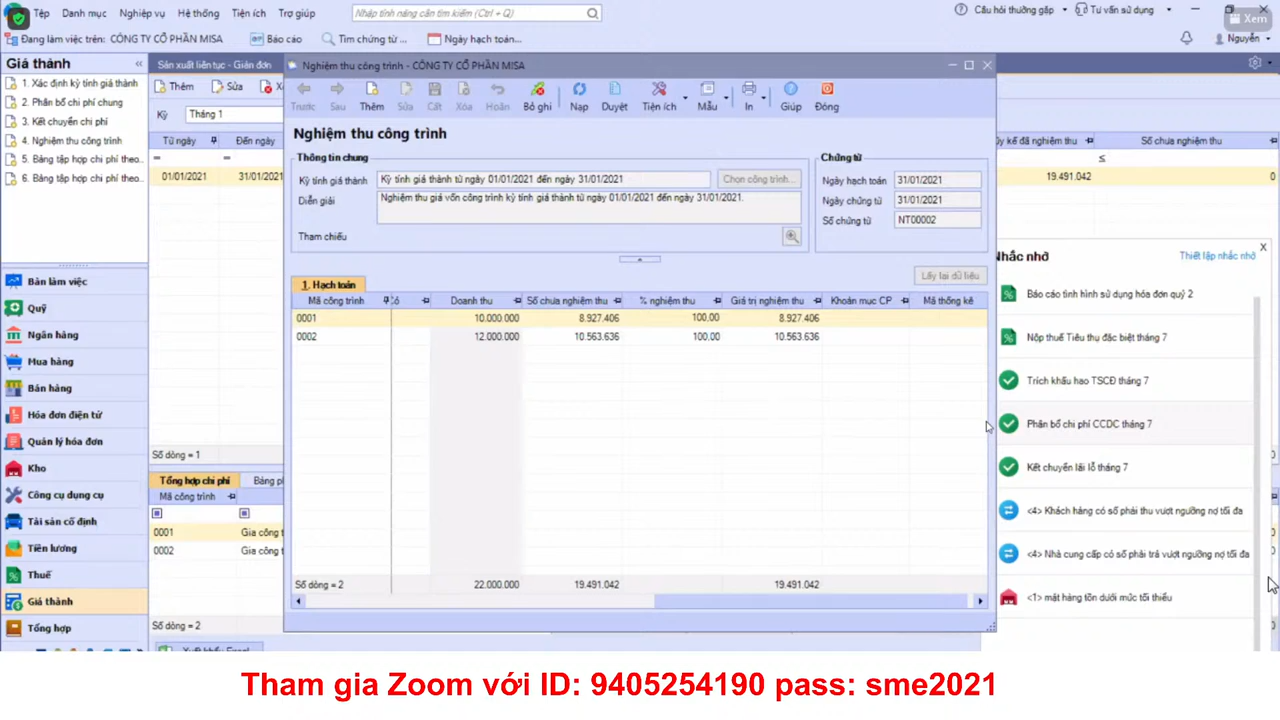 Tệp Danh mục Nghiệp vụ Hệ thống Tiện ích Trợ giúp
Nhập tính năng cần tìm kiếm (Ctrl + Q)
Câu hỏi thường gặp Tư vấn sử dụng
Xem
Đang làm việc trên: CÔNG TY CỔ PHẦN MISA
Báo cáo Tìm chứng từ ... Ngày hạch toán...
Nguyễn
Giá thành «
1. Xác định kỳ tính giá thành
2. Phân bổ chi phí chung
3. Kết chuyển chi phí
4. Nghiệm thu công trình
5. Bảng tập hợp chi phí theo...
6. Bảng tập hợp chi phí theo...
Bàn làm việc
Quỹ
Ngân hàng
Mua hàng
Bán hàng
Hóa đơn điện tử
Quản lý hóa đơn
Kho
Công cụ dụng cụ
Tài sản cố định
Tiền lương
Thuế
Giá thành
Tổng hợp
Sản xuất liên tục - Giản đơn
Thêm Sửa
Kỳ Tháng 1
Từ ngày Đến ngày
= =
01/01/2021 31/01/2021
Số dòng = 1
Tổng hợp chi phí
Mã công trình
0001 Gia công
0002 Gia công
Số dòng = 2
Nghiệm thu công trình - CÔNG TY CỔ PHẦN MISA
Trước Sau Thêm Sửa Cất Xóa Hoãn Bỏ ghi Nạp Duyệt Tiện ích Mẫu In Giúp Đóng
Nghiệm thu công trình
Thông tin chung
Kỳ tính giá thành Kỳ tính giá thành từ ngày 01/01/2021 đến ngày 31/01/2021
Chọn công trình...
Diễn giải Nghiệm thu giá vốn công trình kỳ tính giá thành từ ngày 01/01/2021 đến ngày 31/01/2021.
Tham chiếu
Chứng từ
Ngày hạch toán 31/01/2021
Ngày chứng từ 31/01/2021
Số chứng từ NT00002
Lấy lại dữ liệu
1. Hạch toán
Mã công trình Doanh thu Số chưa nghiệm thu % nghiệm thu Giá trị nghiệm thu Khoản mục CP Mã thống kê
0001 10.000.000 8.927.406 100.00 8.927.406
0002 12.000.000 10.563.636 100.00 10.563.636
Số dòng = 2 22.000.000 19.491.042 19.491.042
ũy kế đã nghiệm thu Số chưa nghiệm thu
≤
19.491.042 0
Nhắc nhở
Thiết lập nhắc nhở
X
Báo cáo tình hình sử dụng hóa đơn quý 2
Nộp thuế Tiêu thụ đặc biệt tháng 7
Trích khấu hao TSCĐ tháng 7
Phân bổ chi phí CCDC tháng 7
Kết chuyển lãi lỗ tháng 7
<4> Khách hàng có số phải thu vượt ngưỡng nợ tối đa
<4> Nhà cung cấp có số phải trả vượt ngưỡng nợ tối đa
<1> mặt hàng tồn dưới mức tối thiểu
Tham gia Zoom với ID: 9405254190 pass: sme2021